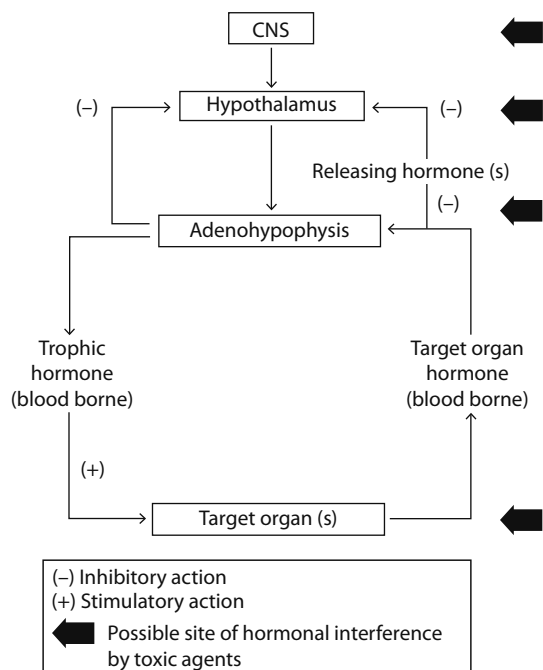 CNS
(–)
Hypothalamus
(–)
Releasing hormone (s)
(–)
Adenohypophysis
Trophic
hormone
(blood borne)
Target organ
hormone
(blood borne)
(+)
Target organ (s)
(–) Inhibitory action
(+) Stimulatory action
Possible site of hormonal interference
by toxic agents